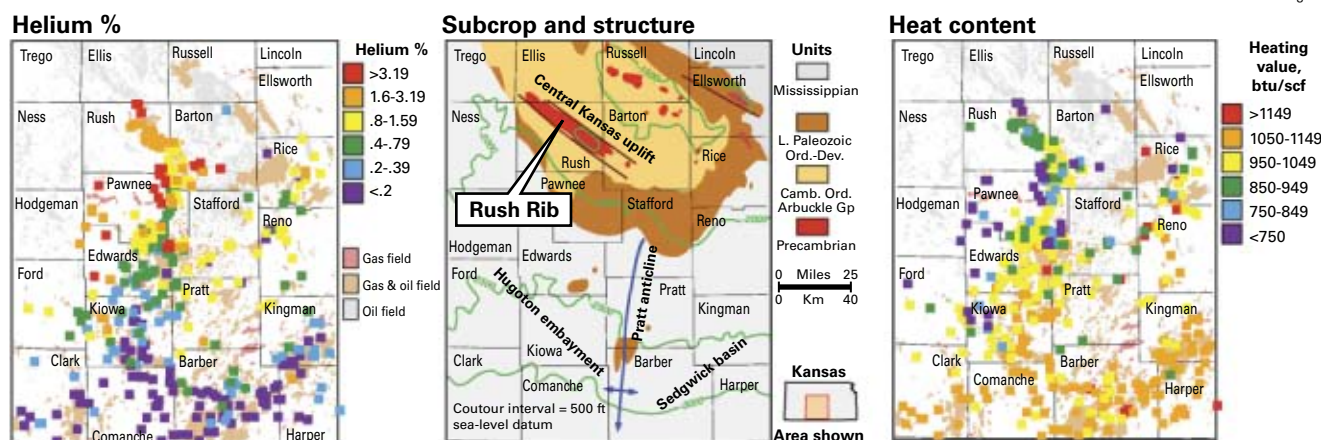 Helium %
Trego
Ellis
Russell
Lincoln
Ellsworth
Ness
Rush
Barton
Rice
Pawnee
Hodgeman
Stafford
Reno
Edwards
Ford
Pratt
Kiowa
Kingman
Clark
Barber
Comanche
Harper
Helium %
>3.19
1.6-3.19
.8-1.59
.4-.79
.2-.39
<.2
Gas field
Gas & oil field
Oil field
Subcrop and structure
Trego
Ellis
Russell
Lincoln
Ellsworth
Central Kansas uplift
Ness
Barton
Rush
Rice
Pawnee
Rush Rib
Stafford
Reno
Hodgeman
Edwards
Ford
Hugoton embayment
Pratt anticline
Pratt
Kingman
Clark
Kiowa
Barber
Comanche
Sedgwick basin
Harper
Coutour interval = 500 ft
sea-level datum
Units
Mississippian
L. Paleozoic
Ord.-Dev.
Camb. Ord.
Arbuckle Gp
Precambrian
0 Miles 25
0 Km 40
Kansas
Area shown
Heat content
Trego
Ellis
Russell
Lincoln
Ellsworth
Ness
Rush
Barton
Rice
Pawnee
Hodgeman
Stafford
Reno
Edwards
Ford
Pratt
Kiowa
Kingman
Clark
Barber
Comanche
Harper
Heating
value,
btu/scf
>1149
1050-1149
950-1049
850-949
750-849
<750